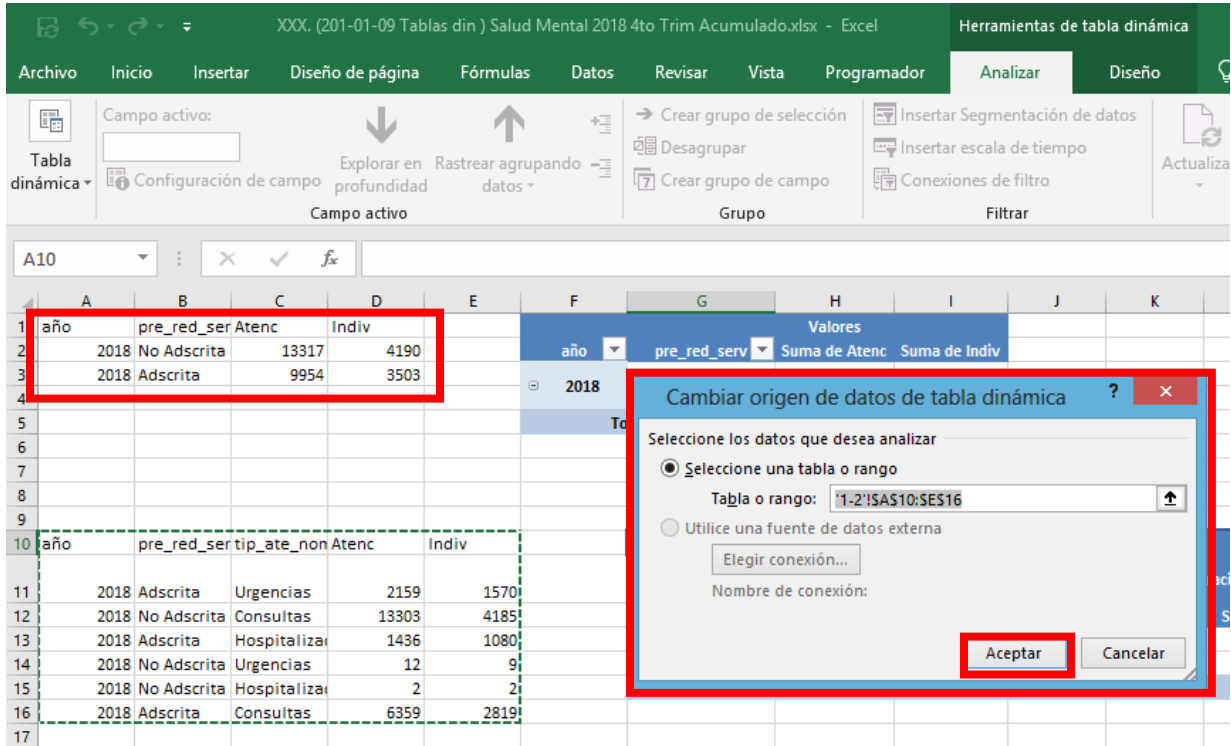 XXX. (201-01-09 Tablas din ) Salud Mental 2018 4to Trim Acumulado.xlsx - Excel
Herramientas de tabla dinámica
Archivo Inicio Insertar Diseño de página Fórmulas Datos Revisar Vista Programador Analizar Diseño
Tabla
dinámica
Campo activo:
Configuración de campo
Explorar en
profundidad
Rastrear agrupando
datos
Campo activo
Crear grupo de selección
Desagrupar
Crear grupo de campo
Grupo
Insertar Segmentación de datos
Insertar escala de tiempo
Conexiones de filtro
Filtrar
Actualiza
A10
fx
A B C D E F G H I J K
1 año pre_red_ser Atenc Indiv Valores
2 2018 No Adscrita 13317 4190 año pre_red_serv Suma de Atenc Suma de Indiv
3 2018 Adscrita 9954 3503 2018
4
5 To
6
7
8
9
10 año pre_red_ser tip_ate_nom Atenc Indiv
11 2018 Adscrita Urgencias 2159 1570
12 2018 No Adscrita Consultas 13303 4185
13 2018 Adscrita Hospitaliza 1436 1080
14 2018 No Adscrita Urgencias 12 9
15 2018 No Adscrita Hospitaliza 2 2
16 2018 Adscrita Consultas 6359 2819
17
Cambiar origen de datos de tabla dinámica ?
Seleccione los datos que desea analizar
Seleccione una tabla o rango
Tabla o rango: '1-2'!$A$10:$E$16
Utilice una fuente de datos externa
Elegir conexión...
Nombre de conexión:
Aceptar Cancelar